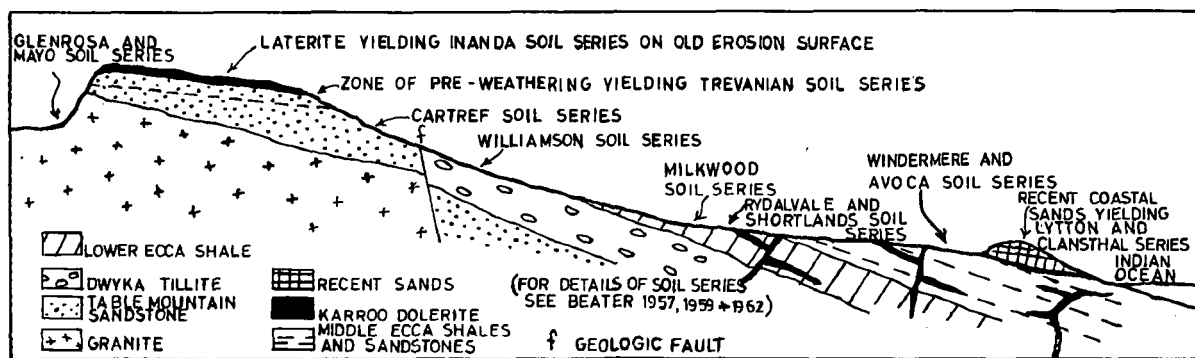 GLENROSA AND
MAYO SOIL SERIES
LATERITE YIELDING INANDA SOIL SERIES ON OLD EROSION SURFACE
ZONE OF PRE-WEATHERING YIELDING TREVANIAN SOIL SERIES
CARTREF SOIL SERIES
f
WILLIAMSON SOIL SERIES
MILKWOOD
SOIL SERIES
RYDALVALE AND
SHORTLANDS SOIL
SERIES
WINDERMERE AND
AVOCA SOIL SERIES
RECENT COASTAL
SANDS YIELDING
LYTTON AND
CLANSTHAL SERIES
INDIAN
OCEAN
LOWER ECCA SHALE
DWYKA TILLITE
TABLE MOUNTAIN
SANDSTONE
GRANITE
RECENT SANDS
KARROO DOLERITE
MIDDLE ECCA SHALES
AND SANDSTONES
(FOR DETAILS OF SOIL SERIES
SEE BEATER 1957, 1959 + 1962)
f GEOLOGIC FAULT